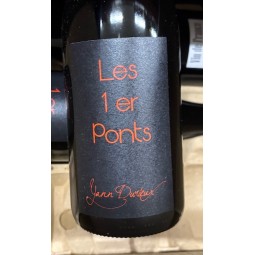 Les
1er
Ponts
Yann Durieux